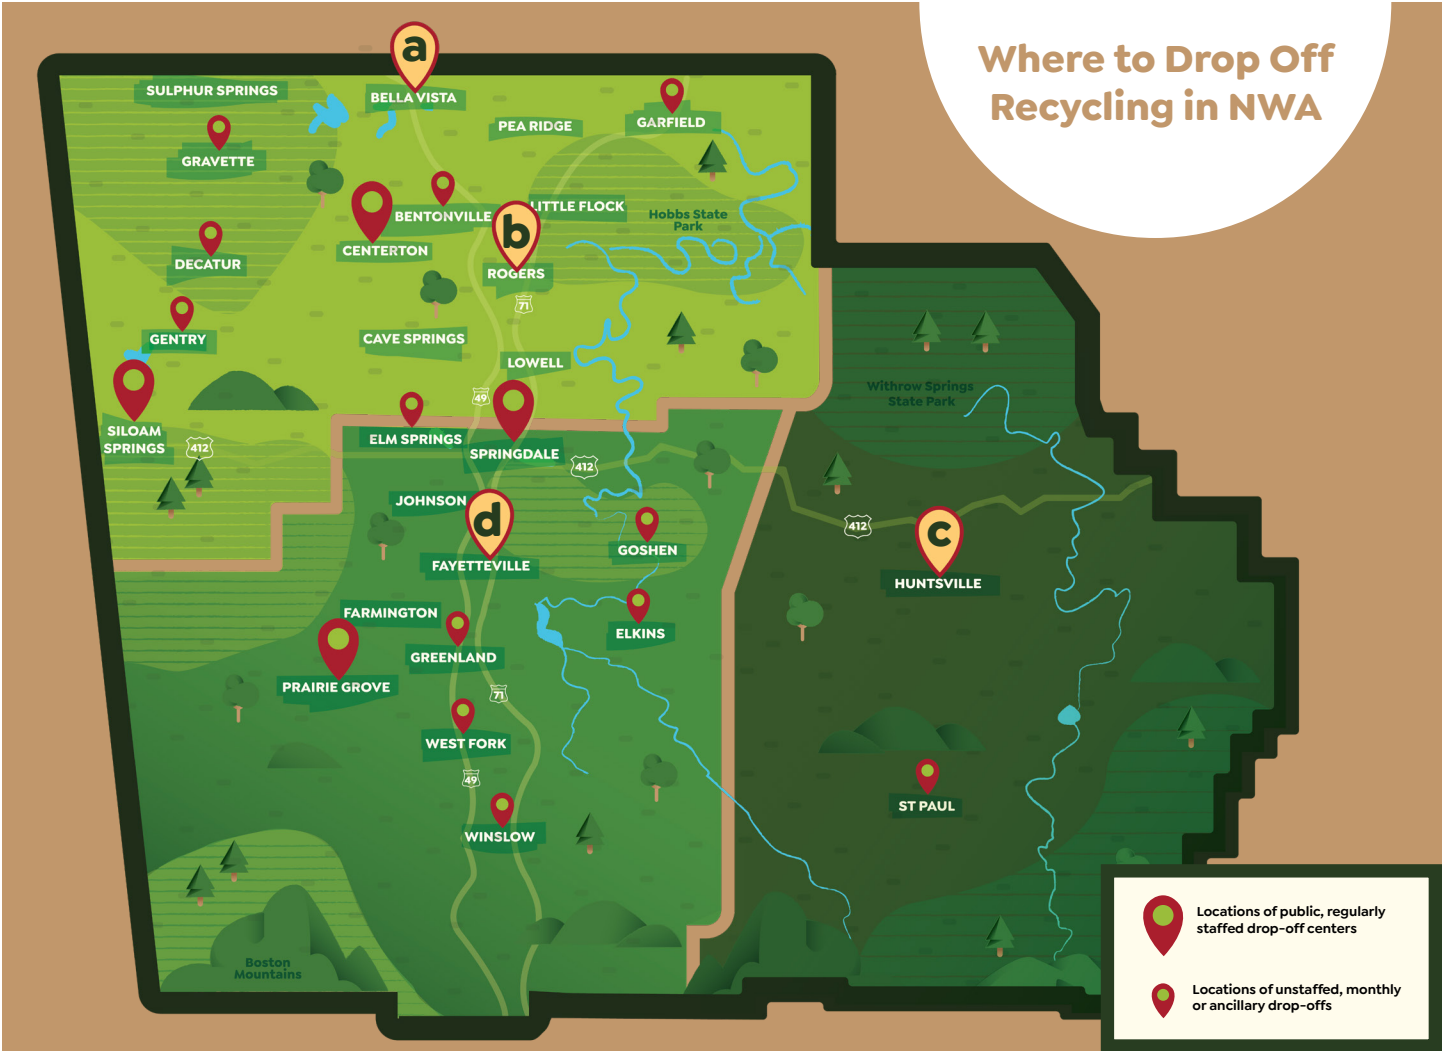 Where to Drop Off
Recycling in NWA
a
SULPHUR SPRINGS
BELLA VISTA
PEA RIDGE
GARFIELD
GRAVETTE
BENTONVILLE
LITTLE FLOCK
Hobbs State
Park
b
CENTERTON
DECATUR
ROGERS
71
GENTRY
CAVE SPRINGS
LOWELL
49
Withrow Springs
State Park
SILOAM
SPRINGS
412
ELM SPRINGS
SPRINGDALE
412
JOHNSON
d
412
c
GOSHEN
FAYETTEVILLE
HUNTSVILLE
FARMINGTON
ELKINS
GREENLAND
PRAIRIE GROVE
71
WEST FORK
49
ST PAUL
WINSLOW
Boston
Mountains
Locations of public, regularly
staffed drop-off centers
Locations of unstaffed, monthly
or ancillary drop-offs